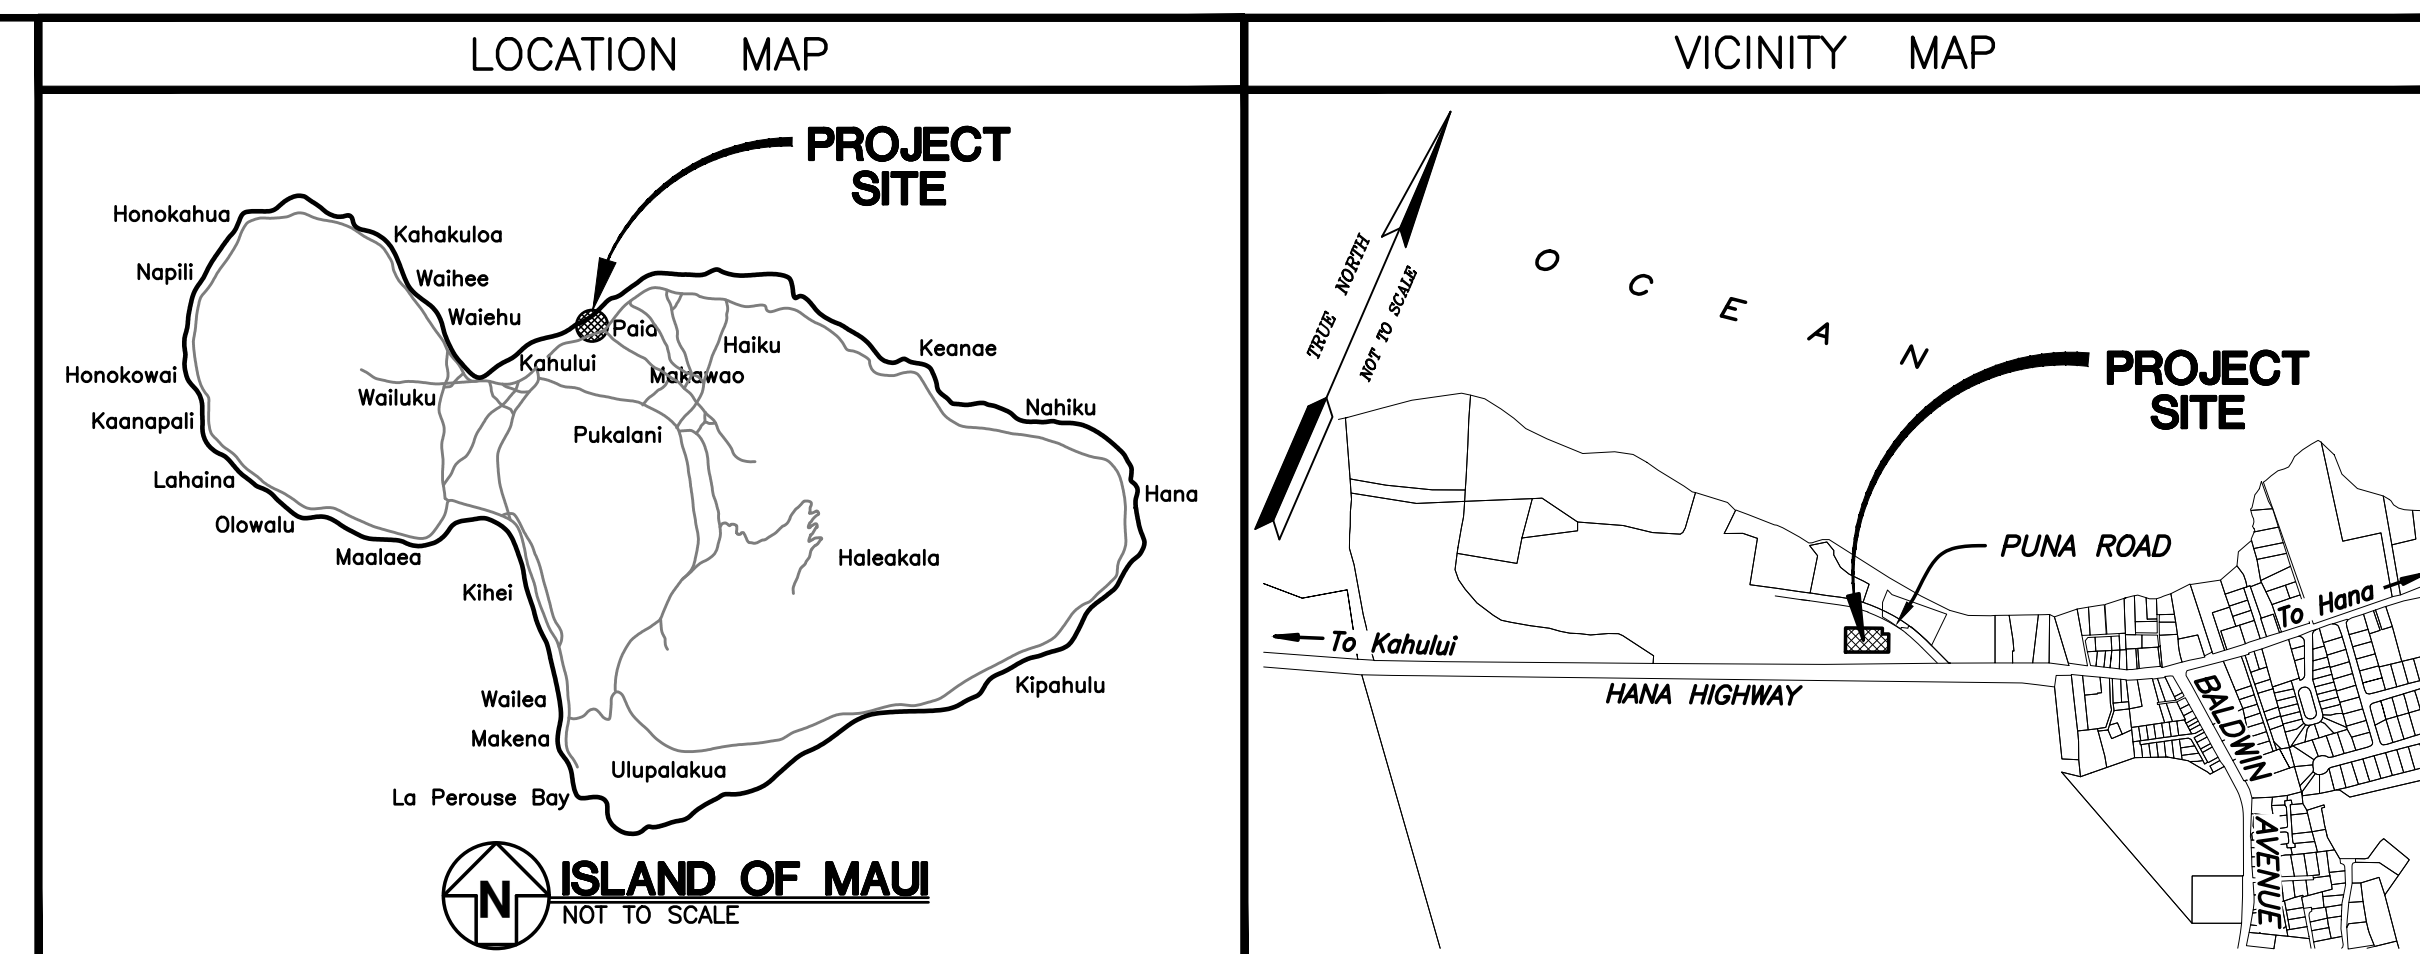 LOCATION MAP
PROJECT
SITE
Honokahua
Kahakuloa
Napili
Waihee
Waiehu
Paia
Haiku
Keanae
Kahului
Honokowai
Makawao
Wailuku
Nahiku
Kaanapali
Pukalani
Lahaina
Hana
Olowalu
Maalaea
Haleakala
Kihei
Kipahulu
Wailea
Makena
Ulupalakua
La Perouse Bay
N
ISLAND OF MAUI
NOT TO SCALE
VICINITY MAP
TRUE NORTH
NOT TO SCALE
OCEAN
PROJECT
SITE
PUNA ROAD
To Hana
To Kahului
HANA HIGHWAY
BALDWIN
AVENUE